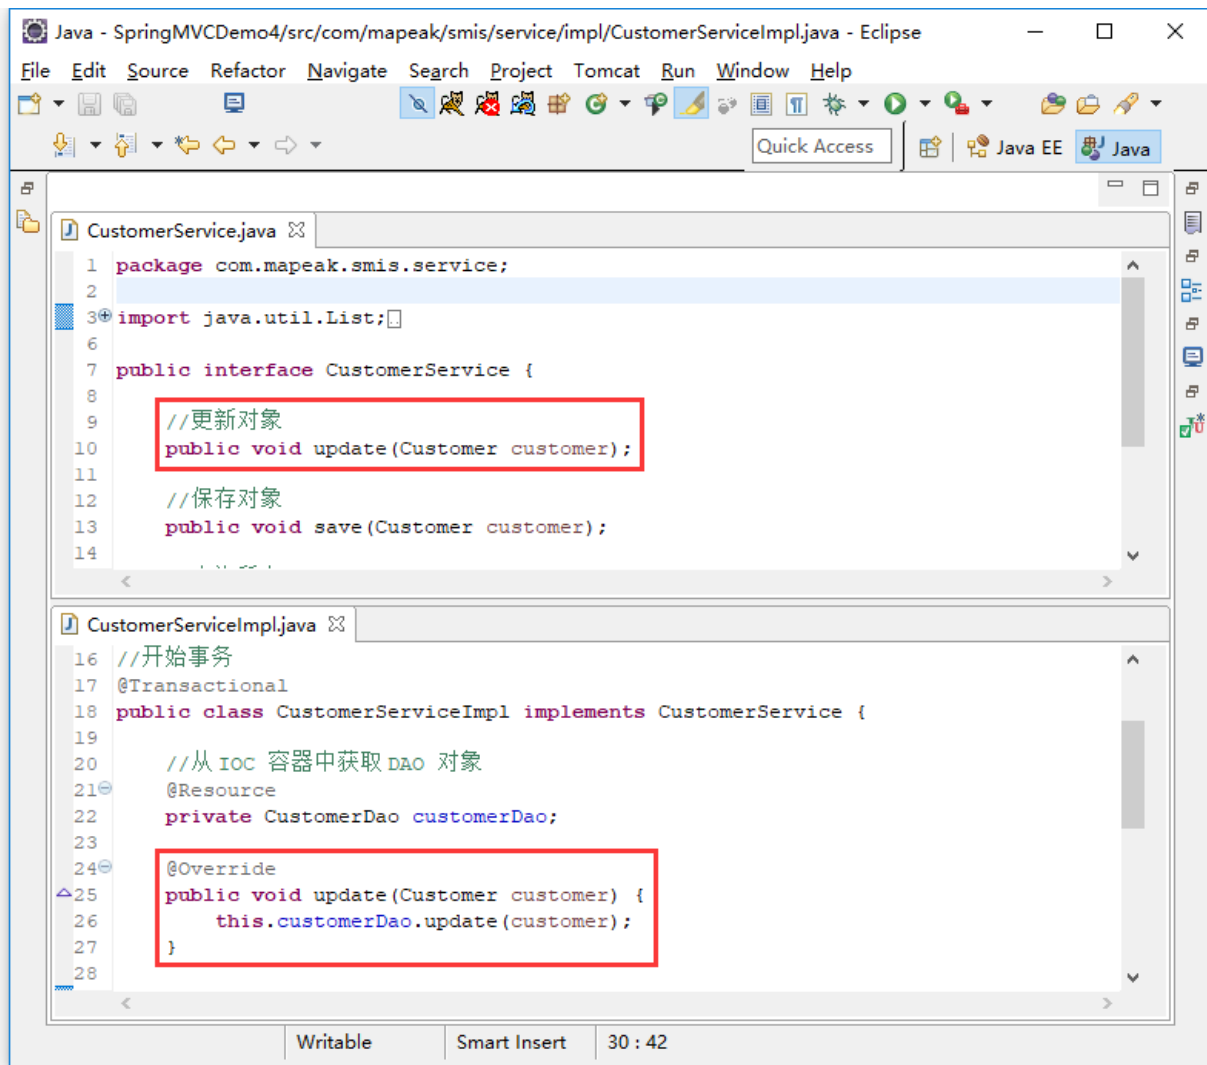 Java - SpringMVCDemo4/src/com/mapeak/smis/service/impl/CustomerServiceImpl.java - Eclipse
File Edit Source Refactor Navigate Search Project Tomcat Run Window Help
Quick Access Java EE Java
CustomerService.java
1 package com.mapeak.smis.service;
2
3 import java.util.List;
6
7 public interface CustomerService {
8
9 //更新对象
10 public void update(Customer customer);
11
12 //保存对象
13 public void save(Customer customer);
14
CustomerServiceImpl.java
16 //开始事务
17 @Transactional
18 public class CustomerServiceImpl implements CustomerService {
19
20 //从 IOC 容器中获取 DAO 对象
21 @Resource
22 private CustomerDao customerDao;
23
24 @Override
25 public void update(Customer customer) {
26 this.customerDao.update(customer);
27 }
28
Writable Smart Insert 30 : 42